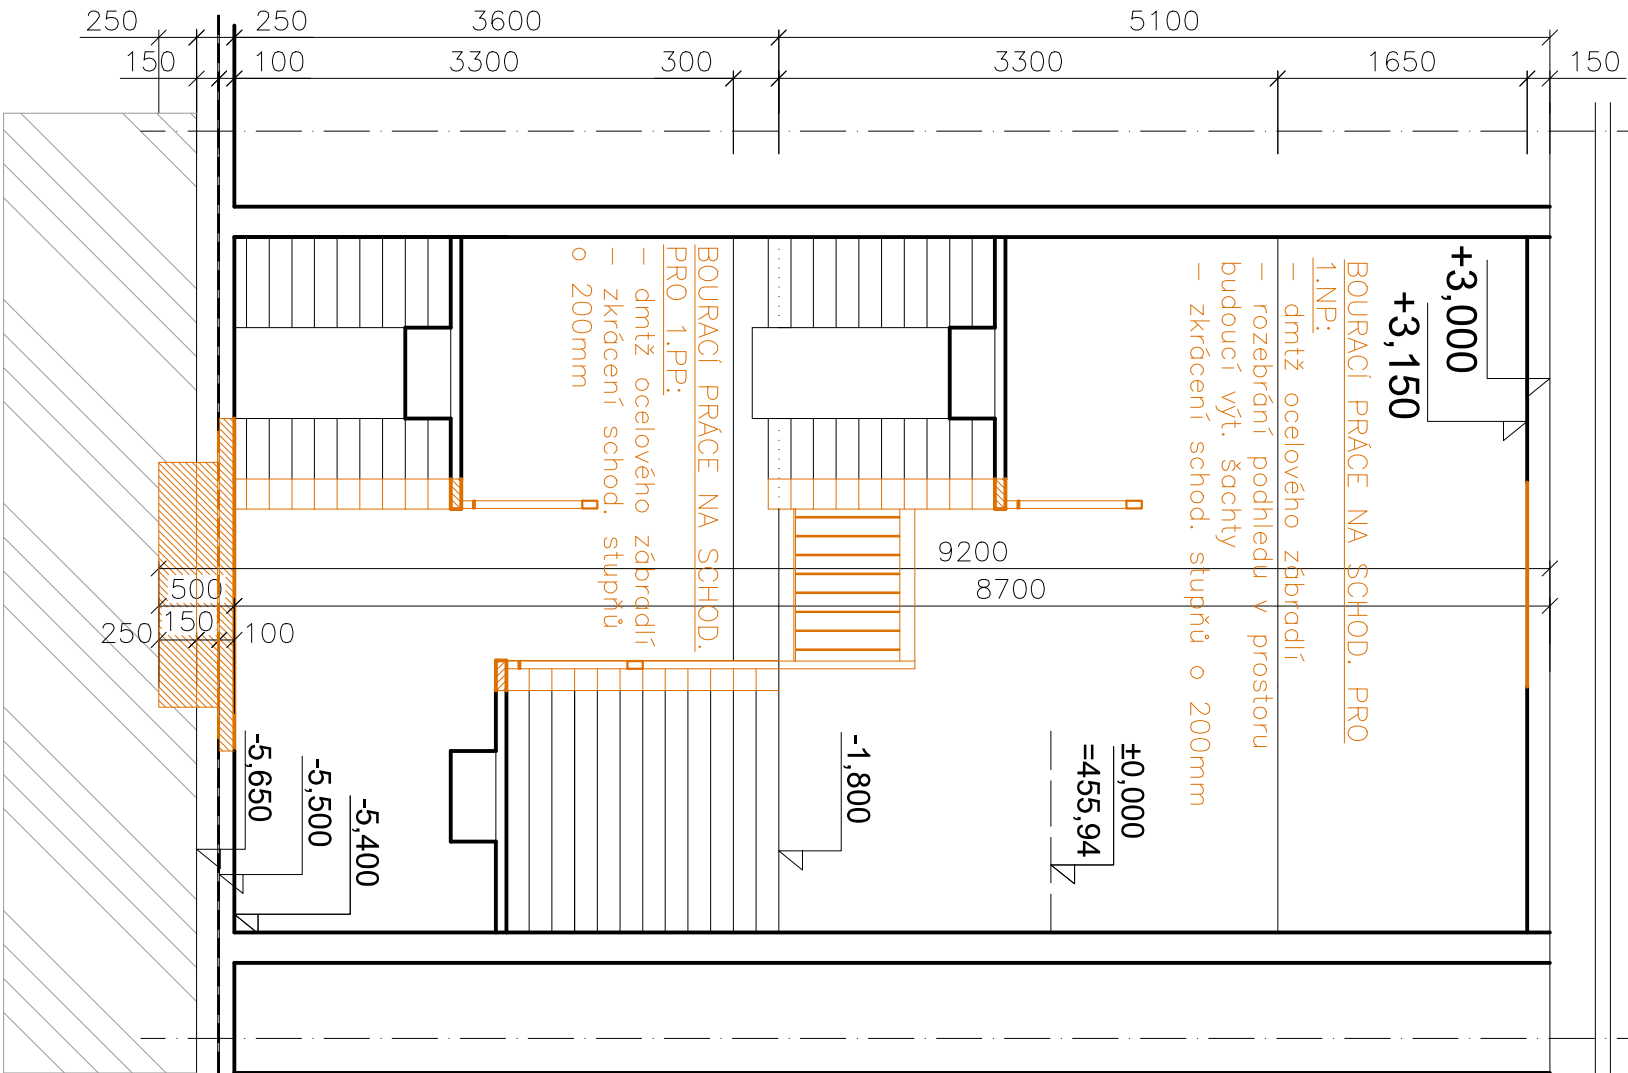 250
250
3600
5100
150
100
3300
300
3300
1650
150
+3,000
+3,150
BOURACÍ PRÁCE NA SCHOD. PRO
1.NP:
– dmtž ocelového zábradlí
– rozebrání podhledu v prostoru
budoucí výt. šachty
– zkrácení schod. stupňů o 200mm
BOURACÍ PRÁCE NA SCHOD.
PRO 1.PP:
– dmtž ocelového zábradlí
– zkrácení schod. stupňů
o 200mm
9200
500
8700
150
250
100
±0,000
=455,94
-1,800
-5,400
-5,500
-5,650